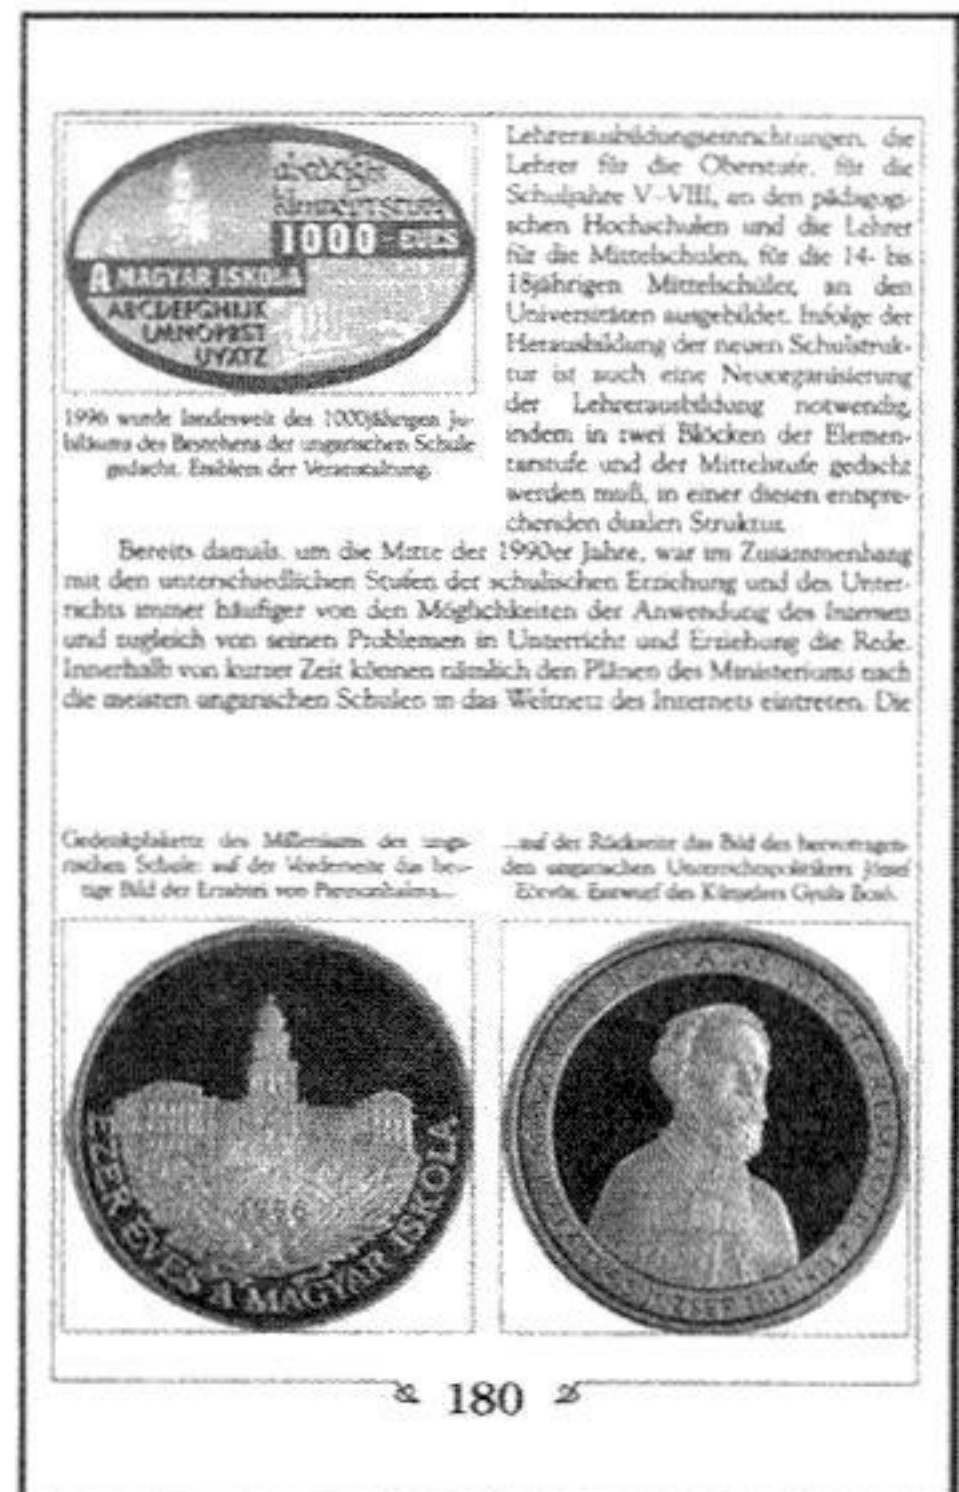 1000 - ÉVES
A MAGYAR ISKOLA
ABCDEFGHIJK
LMNOPRST
UVXYZ
1996 wurde landesweit des 1000jährigen Ju-
biläums des Bestehens der ungarischen Schule
gedacht. Emblem der Veranstaltung.
Lehrerausbildungseinrichtungen, die
Lehrer für die Oberstufe, für die
Schuljahre V–VIII, an den pädagogi-
schen Hochschulen und die Lehrer
für die Mittelschulen, für die 14- bis
18jährigen Mittelschüler, an den
Universitäten ausgebildet. Infolge der
Herausbildung der neuen Schulstruk-
tur ist auch eine Neuorganisierung
der Lehrerausbildung notwendig,
indem in zwei Blöcken der Elemen-
tarstufe und der Mittelstufe gedacht
werden muß, in einer diesen entspre-
chenden dualen Struktur.
Bereits damals, um die Mitte der 1990er Jahre, war im Zusammenhang
mit den unterschiedlichen Stufen der schulischen Erziehung und des Unter-
richts immer häufiger von den Möglichkeiten der Anwendung des Internets
und zugleich von seinen Problemen in Unterricht und Erziehung die Rede.
Innerhalb von kurzer Zeit können nämlich den Plänen des Ministeriums nach
die meisten ungarischen Schulen in das Weltnetz des Internets eintreten. Die
Gedenkplakette des Milleniums der unga-
rischen Schule: auf der Vorderseite das heu-
tige Bild der Erzabtei von Pannonhalma...
...auf der Rückseite das Bild des hervorragen-
den ungarischen Unterrichtspolitikers József
Eötvös. Entwurf des Künstlers Gyula Bozó.
1996
EZER ÉVES A MAGYAR ISKOLA
180